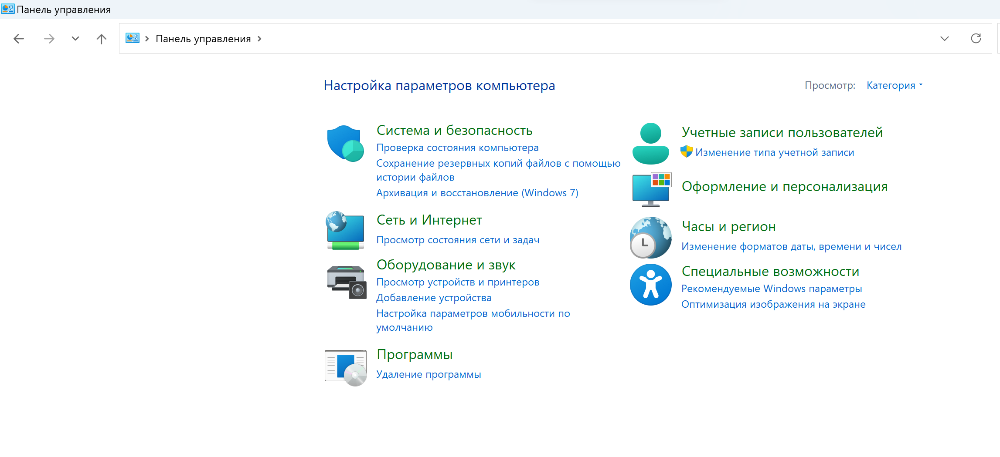 Панель управления
Панель управления
Настройка параметров компьютера
Просмотр: Категория
Система и безопасность
Проверка состояния компьютера
Сохранение резервных копий файлов с помощью
истории файлов
Архивация и восстановление (Windows 7)
Сеть и Интернет
Просмотр состояния сети и задач
Оборудование и звук
Просмотр устройств и принтеров
Добавление устройства
Настройка параметров мобильности по
умолчанию
Программы
Удаление программы
Учетные записи пользователей
Изменение типа учетной записи
Оформление и персонализация
Часы и регион
Изменение форматов даты, времени и чисел
Специальные возможности
Рекомендуемые Windows параметры
Оптимизация изображения на экране